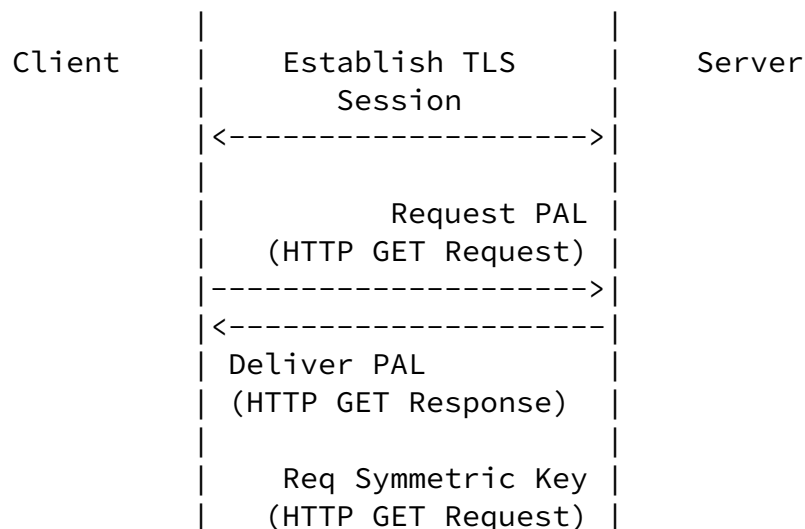 Client Establish TLS Server
Session
Request PAL
(HTTP GET Request)
Deliver PAL
(HTTP GET Response)
Req Symmetric Key
(HTTP GET Request)